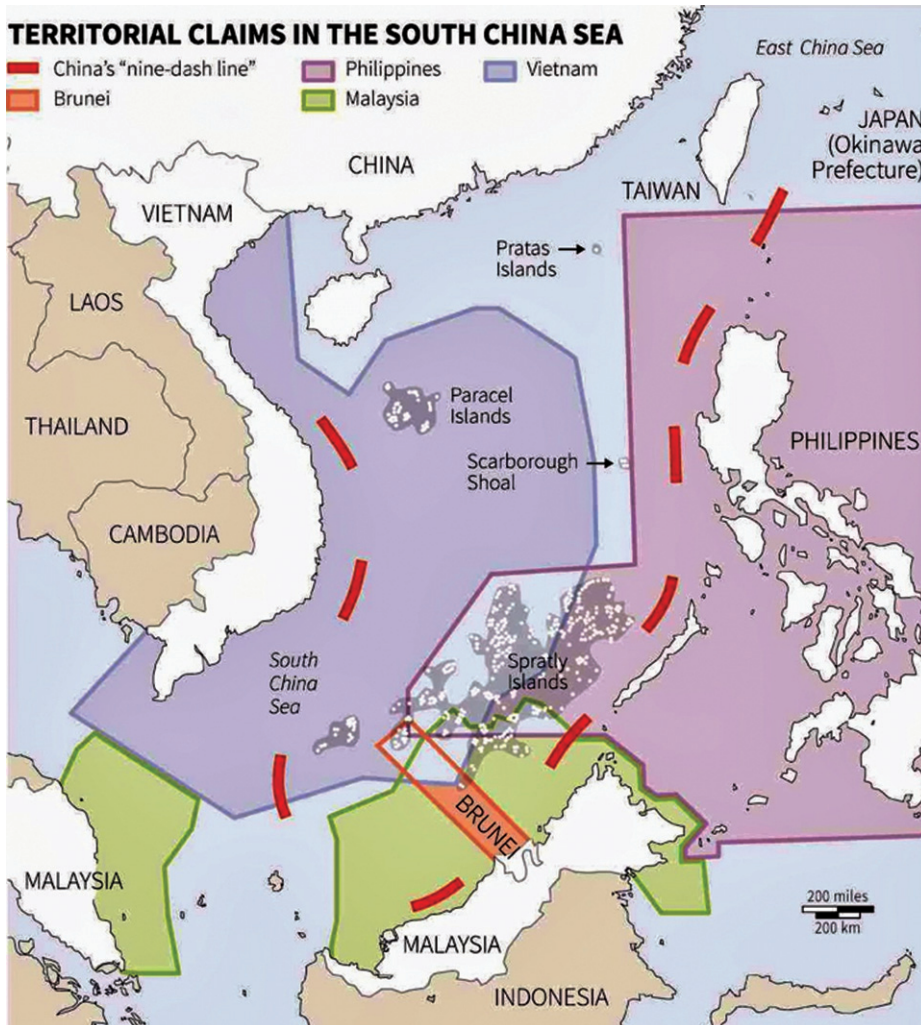 TERRITORIAL CLAIMS IN THE SOUTH CHINA SEA
China's “nine-dash line”
Philippines
Vietnam
Brunei
Malaysia
East China Sea
JAPAN
(Okinawa
Prefecture)
CHINA
TAIWAN
VIETNAM
Pratas
Islands
LAOS
Paracel
Islands
THAILAND
PHILIPPINES
Scarborough
Shoal
CAMBODIA
South
China
Sea
Spratly
Islands
BRUNEI
MALAYSIA
200 miles
200 km
MALAYSIA
INDONESIA